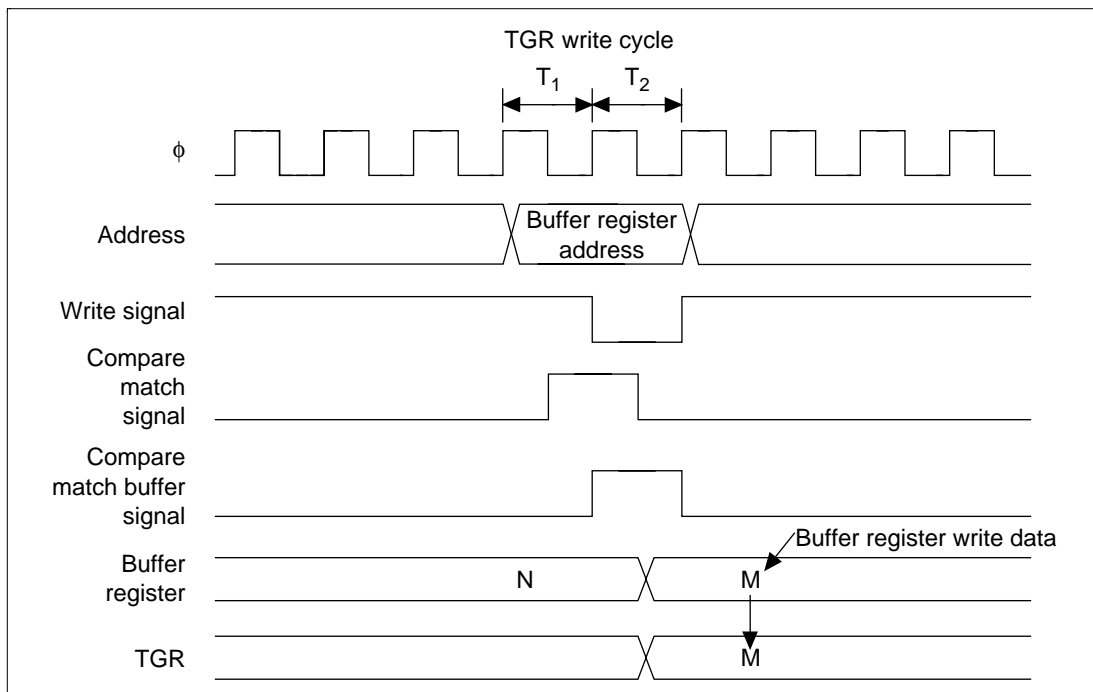 TGR write cycle
T1 T2
ϕ
Address
Buffer register
address
Write signal
Compare
match
signal
Compare
match buffer
signal
Buffer register write data
Buffer
register
N M
TGR
M